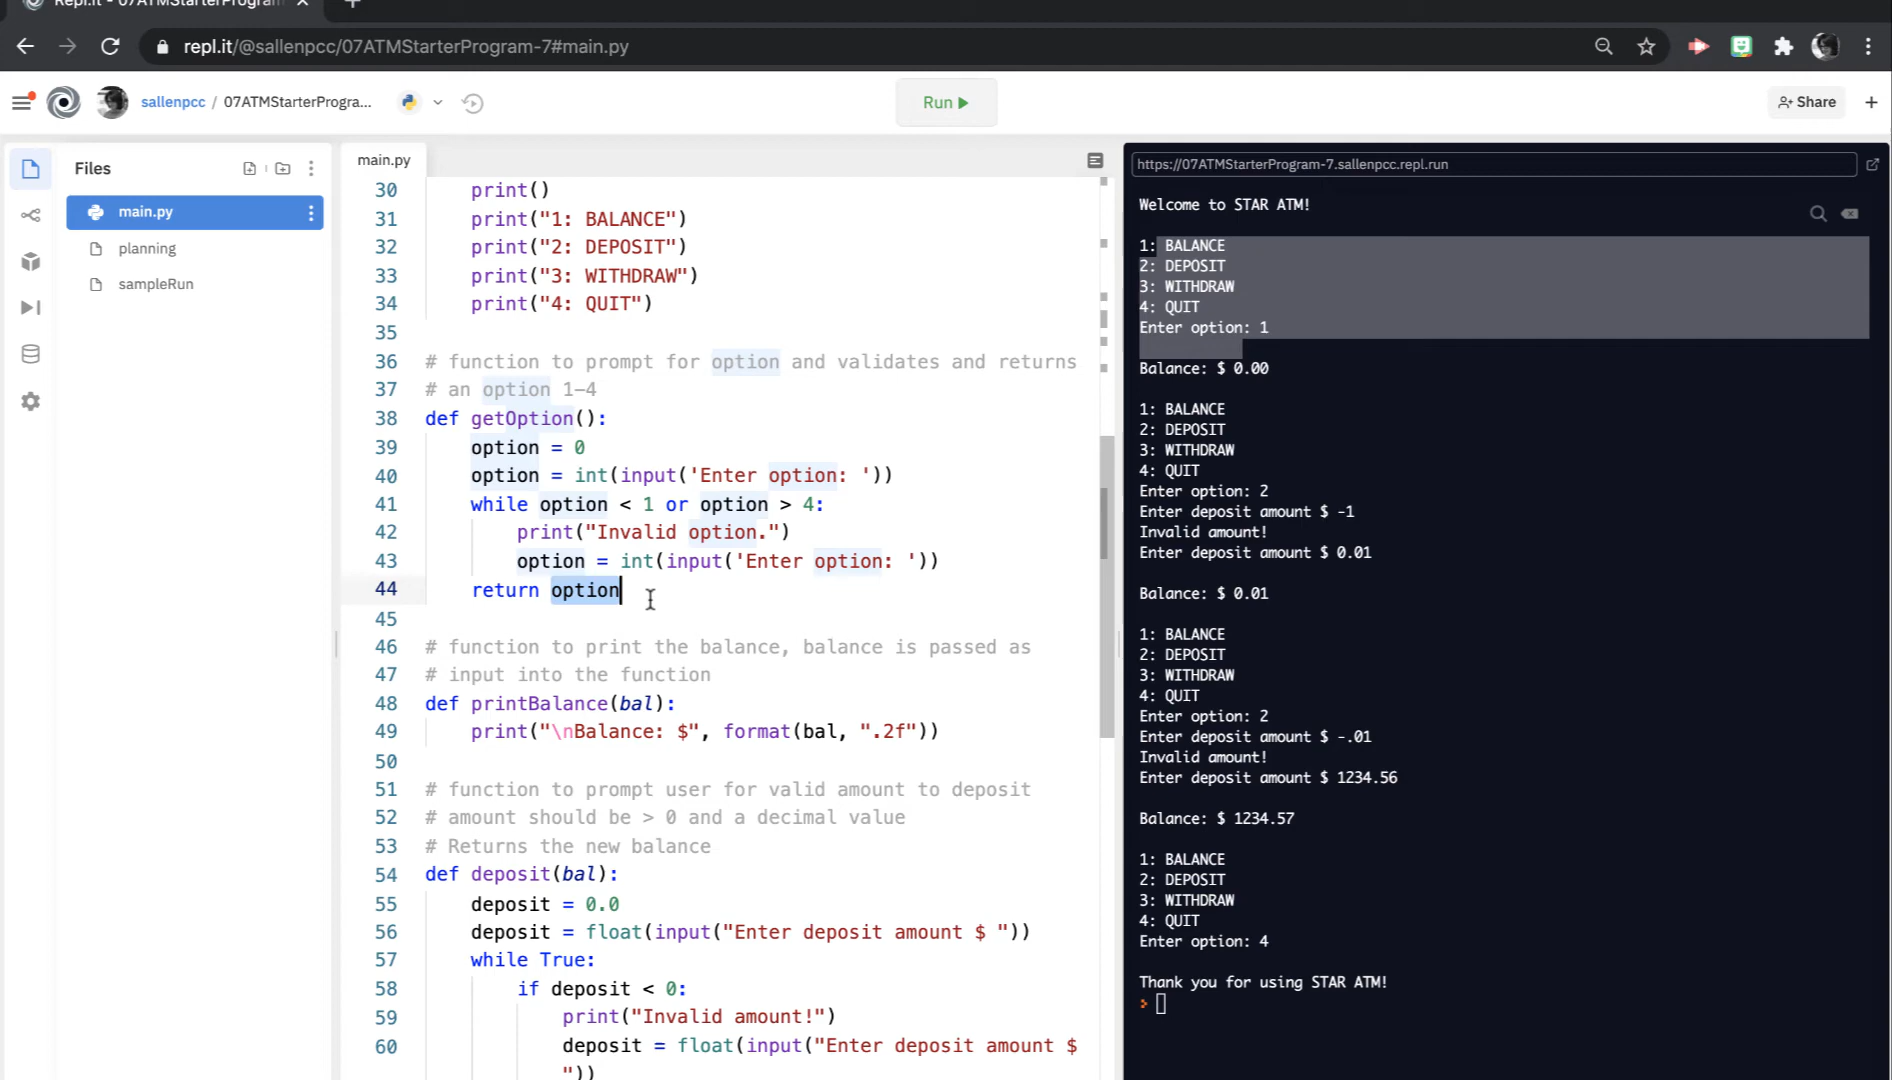 Repl.it - 07ATMStarterProgram
repl.it/@sallenpcc/07ATMStarterProgram-7#main.py
sallenpcc / 07ATMStarterProgra...
Run
Share
Files
main.py
planning
sampleRun
main.py
30 print()
31 print("1: BALANCE")
32 print("2: DEPOSIT")
33 print("3: WITHDRAW")
34 print("4: QUIT")
35
36 # function to prompt for option and validates and returns
37 # an option 1–4
38 def getOption():
39 option = 0
40 option = int(input('Enter option: '))
41 while option < 1 or option > 4:
42 print("Invalid option.")
43 option = int(input('Enter option: '))
44 return option
45
46 # function to print the balance, balance is passed as
47 # input into the function
48 def printBalance(bal):
49 print("\nBalance: $", format(bal, ".2f"))
50
51 # function to prompt user for valid amount to deposit
52 # amount should be > 0 and a decimal value
53 # Returns the new balance
54 def deposit(bal):
55 deposit = 0.0
56 deposit = float(input("Enter deposit amount $ "))
57 while True:
58 if deposit < 0:
59 print("Invalid amount!")
60 deposit = float(input("Enter deposit amount $
"))
https://07ATMStarterProgram-7.sallenpcc.repl.run
Welcome to STAR ATM!
1: BALANCE
2: DEPOSIT
3: WITHDRAW
4: QUIT
Enter option: 1
Balance: $ 0.00
1: BALANCE
2: DEPOSIT
3: WITHDRAW
4: QUIT
Enter option: 2
Enter deposit amount $ -1
Invalid amount!
Enter deposit amount $ 0.01
Balance: $ 0.01
1: BALANCE
2: DEPOSIT
3: WITHDRAW
4: QUIT
Enter option: 2
Enter deposit amount $ -.01
Invalid amount!
Enter deposit amount $ 1234.56
Balance: $ 1234.57
1: BALANCE
2: DEPOSIT
3: WITHDRAW
4: QUIT
Enter option: 4
Thank you for using STAR ATM!